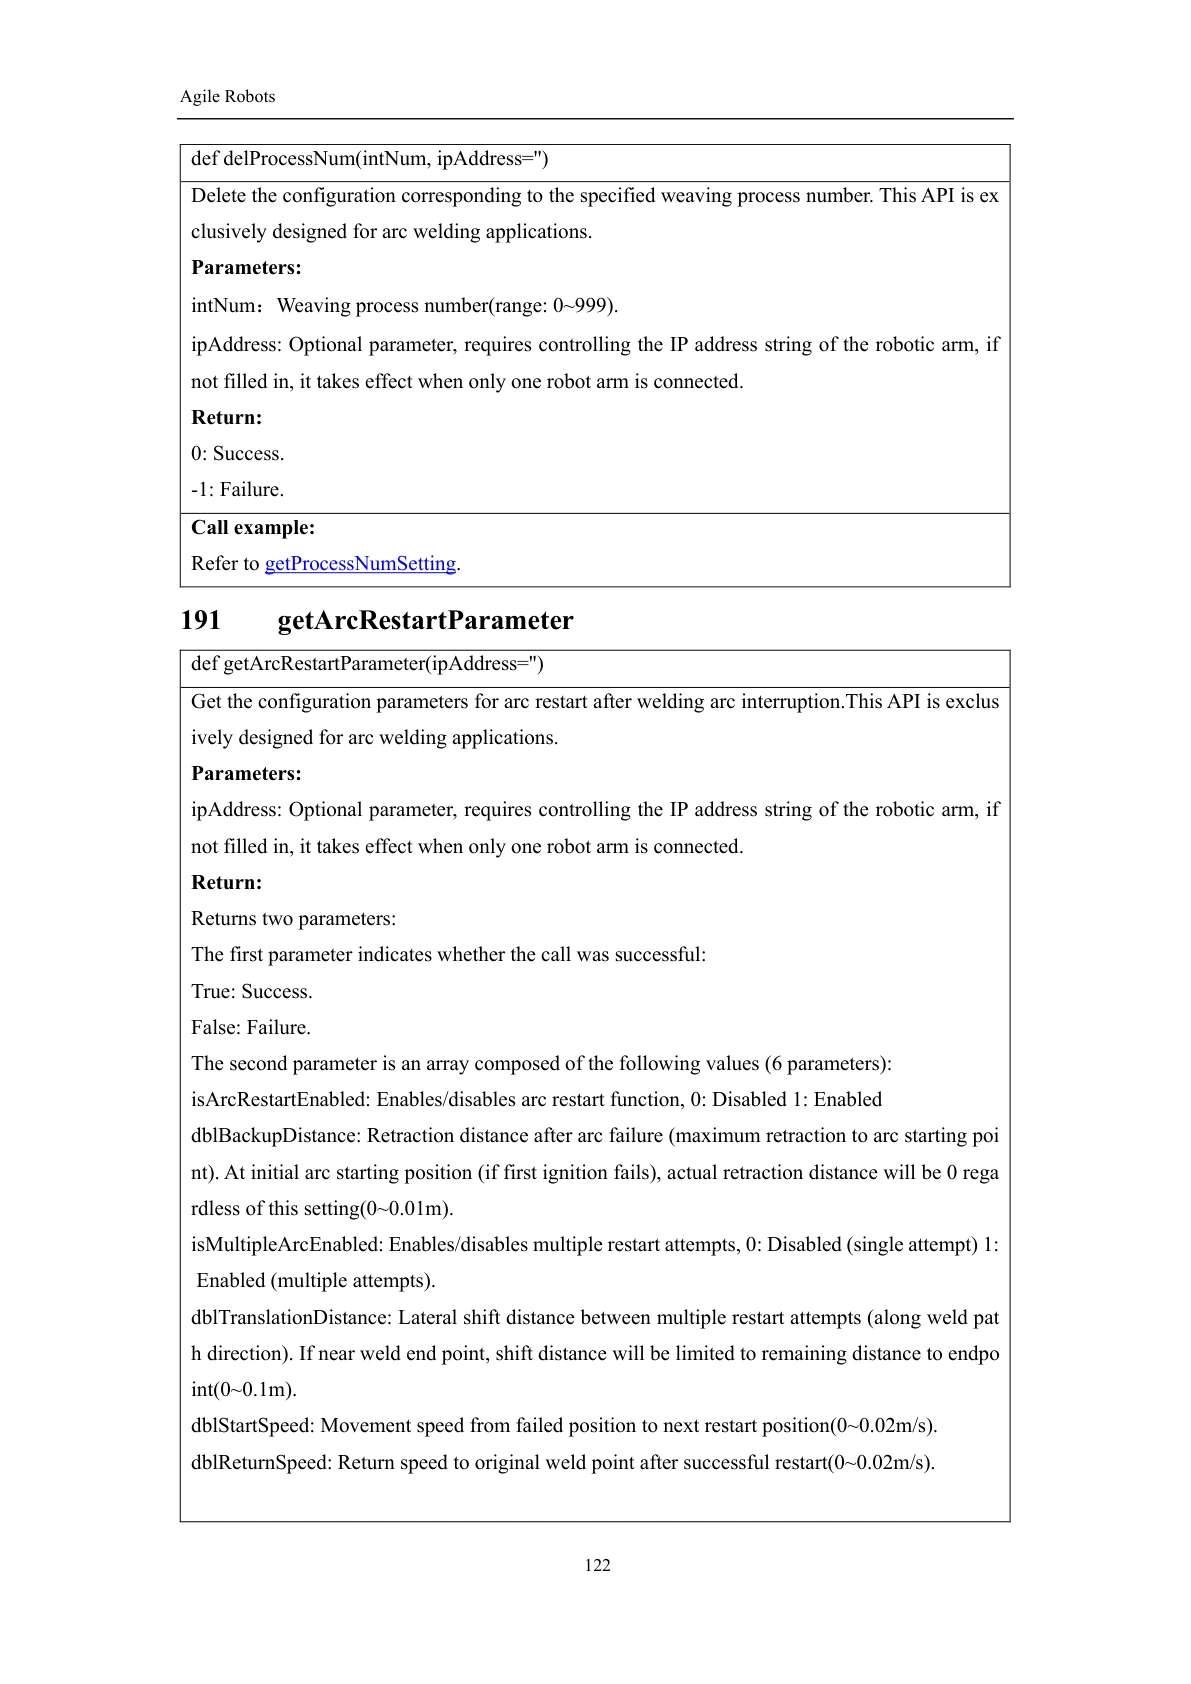 Agile Robots
def delProcessNum(intNum, ipAddress='')
Delete the configuration corresponding to the specified weaving process number. This API is ex
clusively designed for arc welding applications.
Parameters:
intNum：Weaving process number(range: 0~999).
ipAddress: Optional parameter, requires controlling the IP address string of the robotic arm, if
not filled in, it takes effect when only one robot arm is connected.
Return:
0: Success.
-1: Failure.
Call example:
Refer to getProcessNumSetting.
191 getArcRestartParameter
def getArcRestartParameter(ipAddress='')
Get the configuration parameters for arc restart after welding arc interruption.This API is exclus
ively designed for arc welding applications.
Parameters:
ipAddress: Optional parameter, requires controlling the IP address string of the robotic arm, if
not filled in, it takes effect when only one robot arm is connected.
Return:
Returns two parameters:
The first parameter indicates whether the call was successful:
True: Success.
False: Failure.
The second parameter is an array composed of the following values (6 parameters):
isArcRestartEnabled: Enables/disables arc restart function, 0: Disabled 1: Enabled
dblBackupDistance: Retraction distance after arc failure (maximum retraction to arc starting poi
nt). At initial arc starting position (if first ignition fails), actual retraction distance will be 0 rega
rdless of this setting(0~0.01m).
isMultipleArcEnabled: Enables/disables multiple restart attempts, 0: Disabled (single attempt) 1:
Enabled (multiple attempts).
dblTranslationDistance: Lateral shift distance between multiple restart attempts (along weld pat
h direction). If near weld end point, shift distance will be limited to remaining distance to endpo
int(0~0.1m).
dblStartSpeed: Movement speed from failed position to next restart position(0~0.02m/s).
dblReturnSpeed: Return speed to original weld point after successful restart(0~0.02m/s).
122